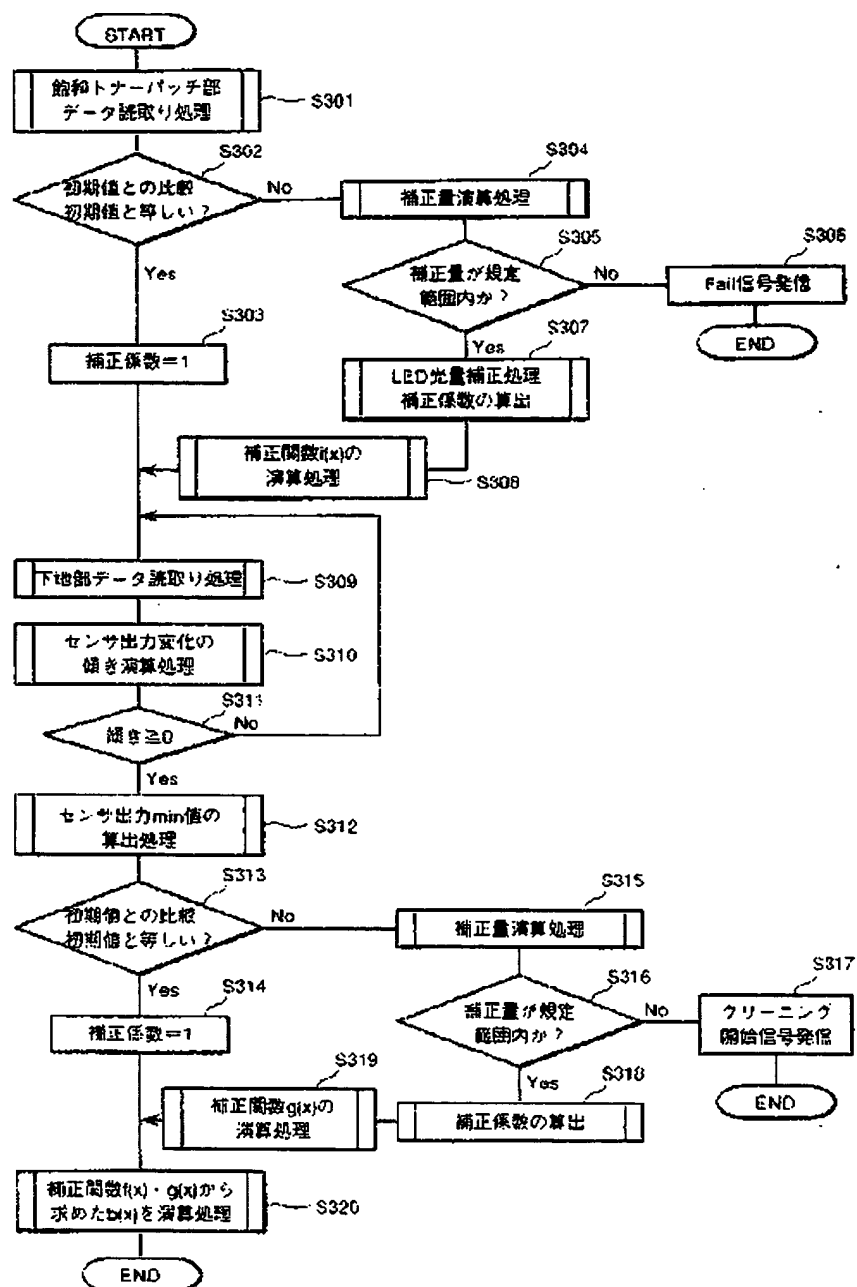 START
飽和トナーパッチ部
データ読取り処理
S301
S302
初期値との比較
初期値と等しい?
No
Yes
S304
補正量演算処理
S305
補正量が規定
範囲内か?
No
Yes
S306
Fail信号発信
END
S303
補正係数=1
S307
LED光量補正処理
補正係数の算出
補正関数f(x)の
演算処理
S308
下地部データ読取り処理
S309
センサ出力変化の
傾き演算処理
S310
S311
傾き≧0
No
Yes
センサ出力min値の
算出処理
S312
S313
初期値との比較
初期値と等しい?
No
Yes
S314
補正係数=1
S315
補正量演算処理
S316
補正量が規定
範囲内か?
No
Yes
S317
クリーニング
開始信号発信
END
S318
補正係数の算出
S319
補正関数g(x)の
演算処理
補正関数f(x)・g(x)から
求めたb(x)を演算処理
S320
END